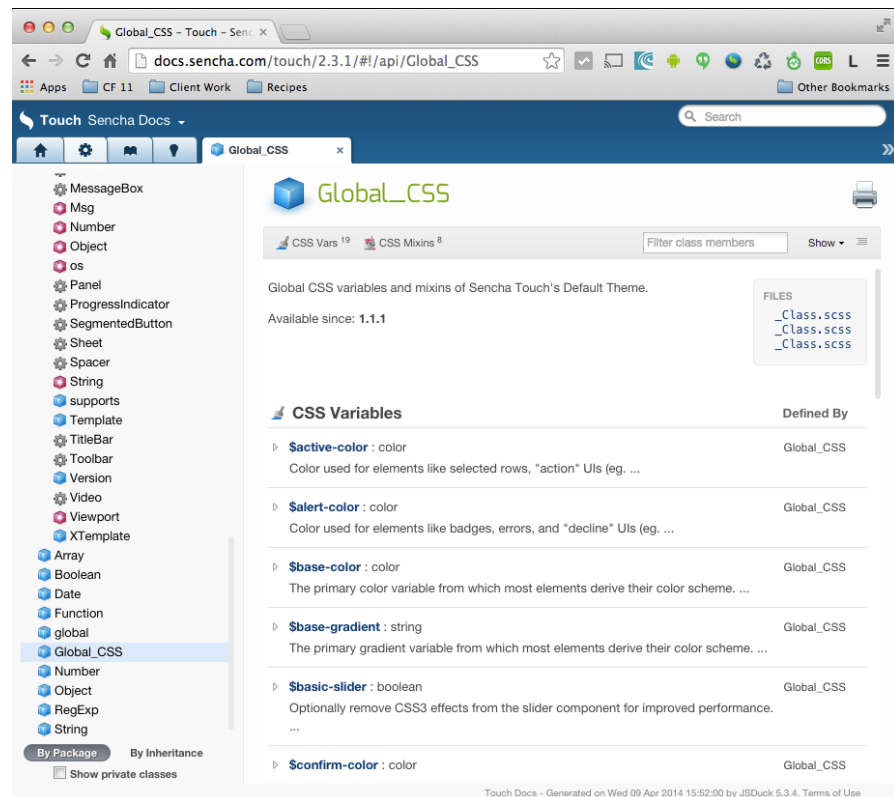 Global_CSS – Touch – Senc
docs.sencha.com/touch/2.3.1/#!/api/Global_CSS
CORS
L
Apps
CF 11
Client Work
Recipes
Other Bookmarks
Touch Sencha Docs
Search
Global_CSS
MessageBox
Msg
Number
Object
os
Panel
ProgressIndicator
SegmentedButton
Sheet
Spacer
String
supports
Template
TitleBar
Toolbar
Version
Video
Viewport
XTemplate
Array
Boolean
Date
Function
global
Global_CSS
Number
Object
RegExp
String
By Package
By Inheritance
Show private classes
Global_CSS
CSS Vars 19
CSS Mixins 8
Filter class members
Show
Global CSS variables and mixins of Sencha Touch's Default Theme.
Available since: 1.1.1
FILES
_Class.scss
_Class.scss
_Class.scss
CSS Variables
Defined By
$active-color : color
Global_CSS
Color used for elements like selected rows, "action" UIs (eg. ...
$alert-color : color
Global_CSS
Color used for elements like badges, errors, and "decline" UIs (eg. ...
$base-color : color
Global_CSS
The primary color variable from which most elements derive their color scheme. ...
$base-gradient : string
Global_CSS
The primary gradient variable from which most elements derive their color scheme. ...
$basic-slider : boolean
Global_CSS
Optionally remove CSS3 effects from the slider component for improved performance.
...
$confirm-color : color
Global_CSS
Touch Docs - Generated on Wed 09 Apr 2014 15:52:00 by JSDuck 5.3.4. Terms of Use